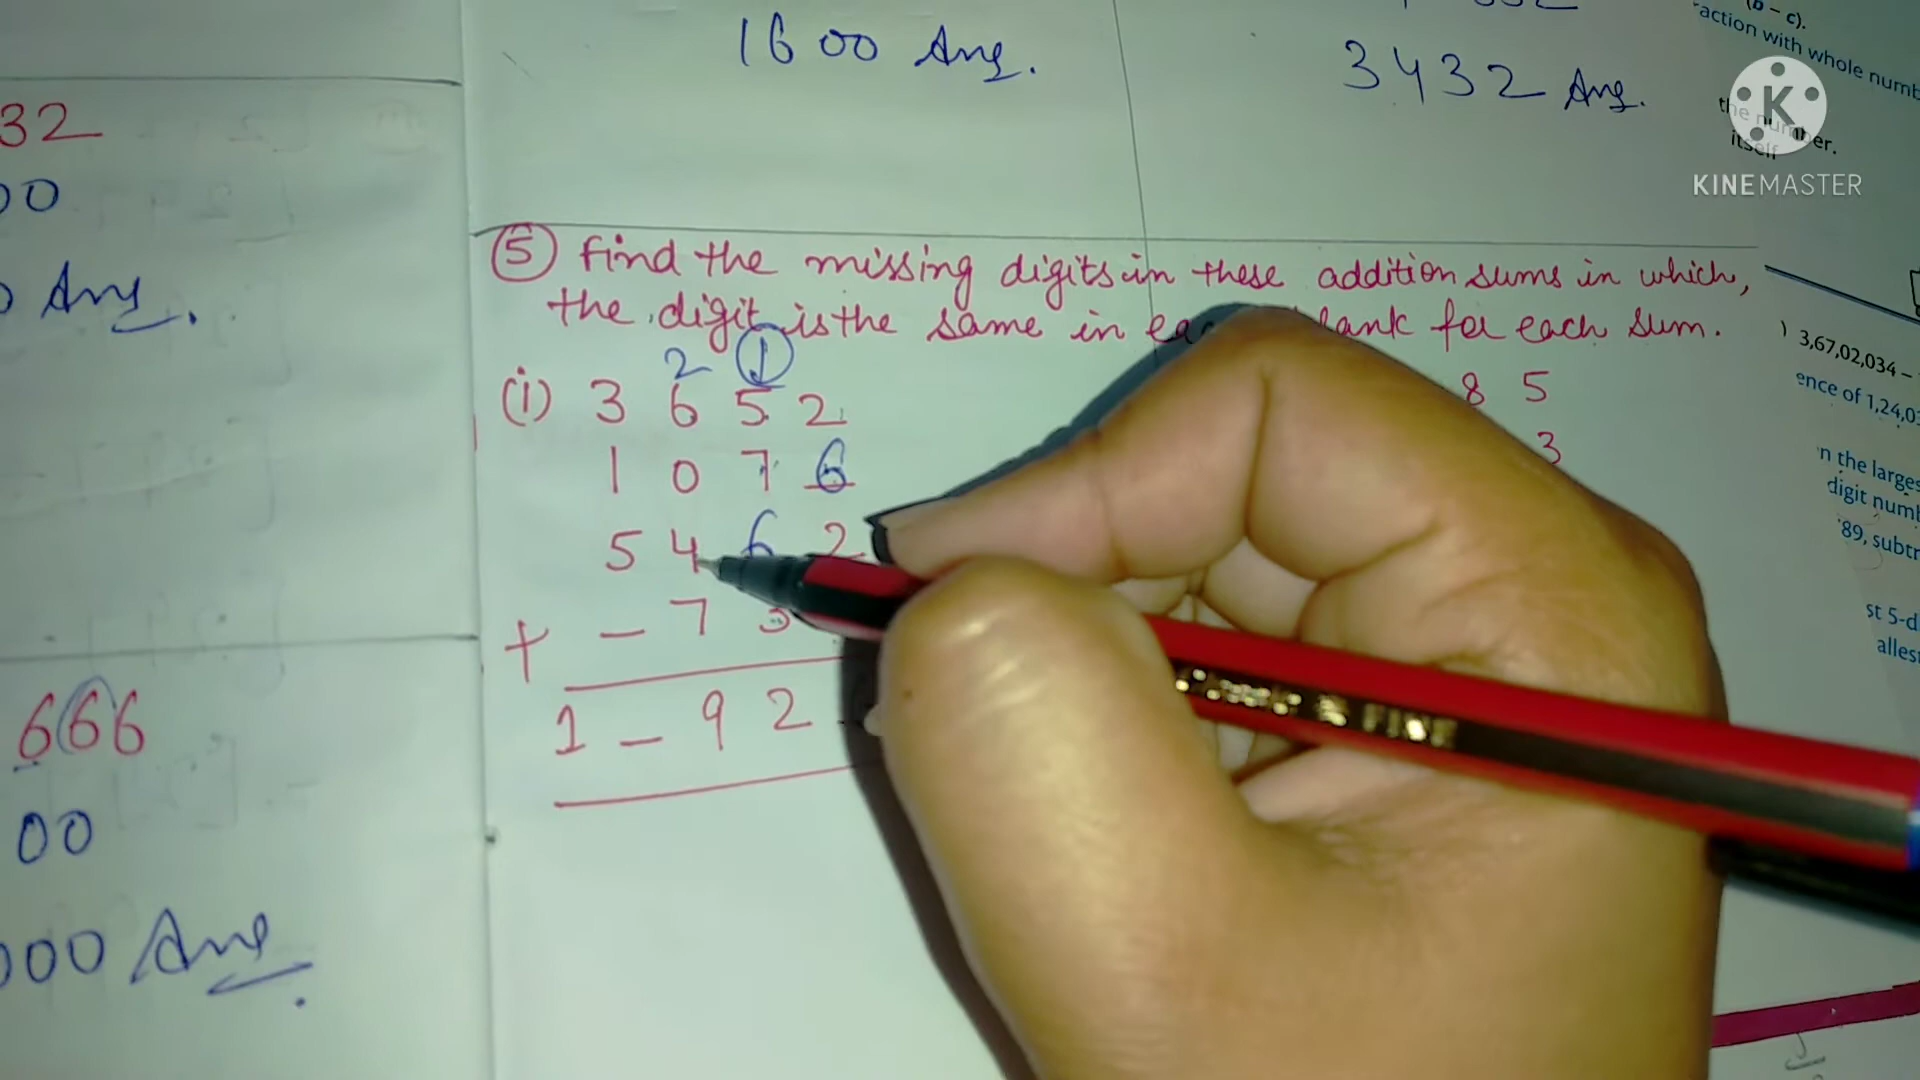 1600 Ans.
3432 Ans.
(b – c).
action with whole numb
the number.
itself
KINEMASTER
32
00
Ans.
⑤ Find the missing digits in these addition sums in which,
the digit is the same in each blank for each sum.
2 1
(i) 3 6 5 2
1 0 7 6
5 4 6 2
+ – 7 3
1 – 9 2
8 5
3
666
00
000 Ans.
3,67,02,034 –
ence of 1,24,0
n the larges
digit numb
'89, subtr
st 5-d
alles
Classic FINE